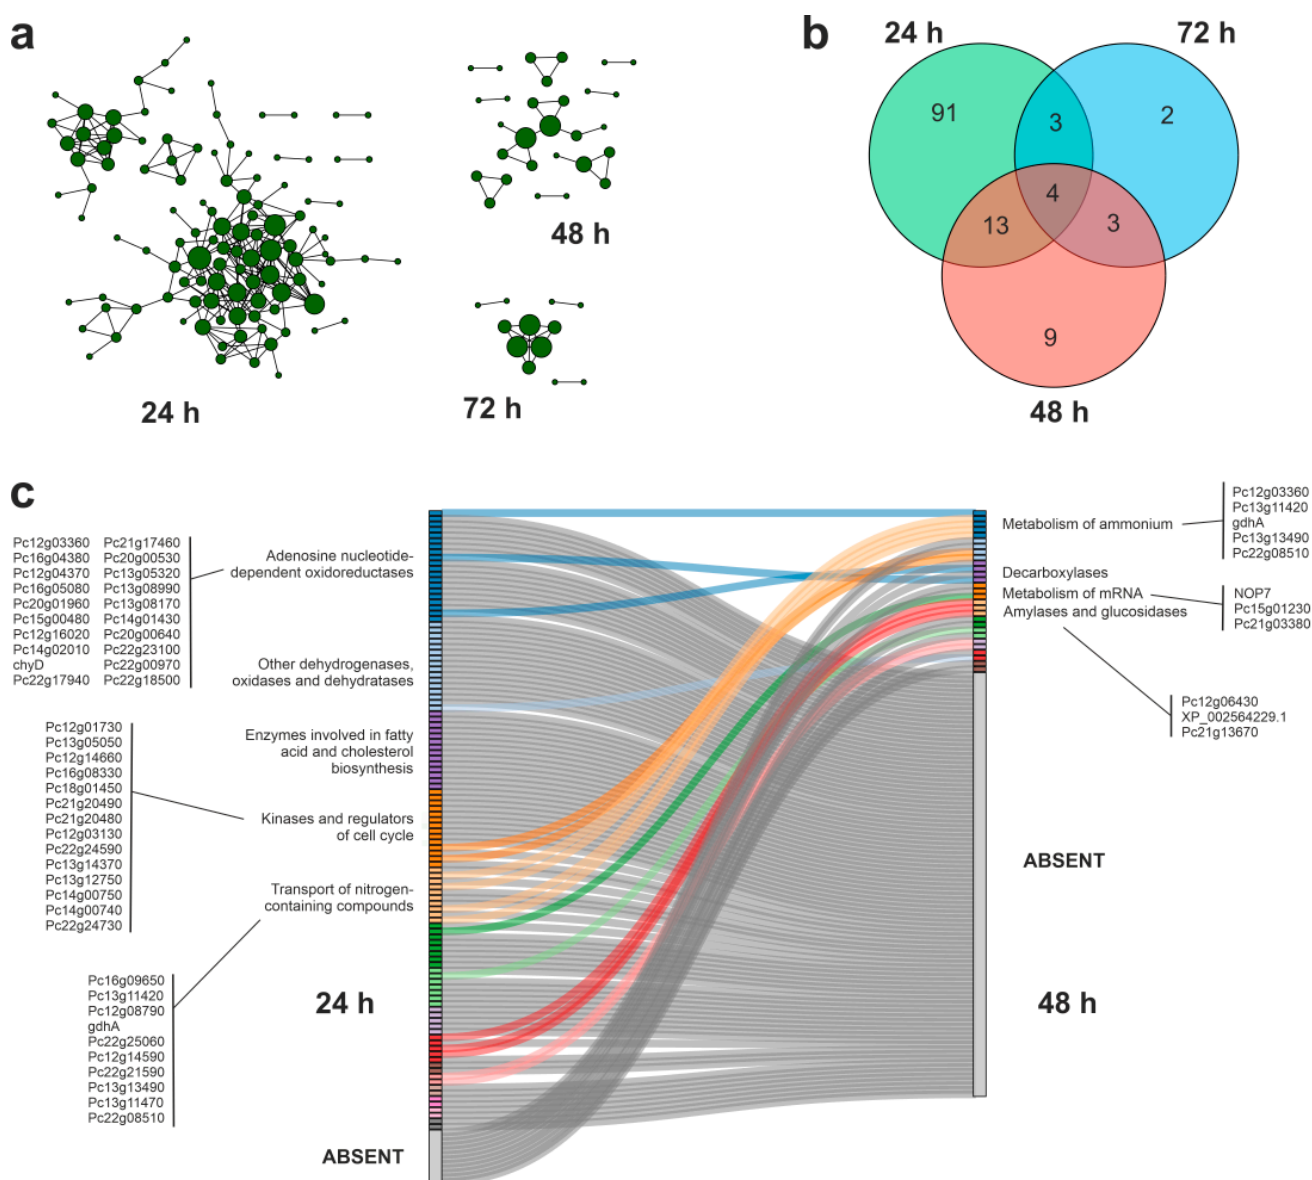 a
24 h
48 h
72 h
b
24 h
72 h
91
3
2
4
13
3
9
48 h
c
Pc12g03360 Pc21g17460
Pc16g04380 Pc20g00530
Pc12g04370 Pc13g05320
Pc16g05080 Pc13g08990
Pc20g01960 Pc13g08170
Pc15g00480 Pc14g01430
Pc12g16020 Pc20g00640
Pc14g02010 Pc22g23100
chyD Pc22g00970
Pc22g17940 Pc22g18500
Adenosine nucleotide-
dependent oxidoreductases
Other dehydrogenases,
oxidases and dehydratases
Enzymes involved in fatty
acid and cholesterol
biosynthesis
Pc12g01730
Pc13g05050
Pc12g14660
Pc16g08330
Pc18g01450
Pc21g20490
Pc21g20480
Pc12g03130
Pc22g24590
Pc13g14370
Pc13g12750
Pc14g00750
Pc14g00740
Pc22g24730
Kinases and regulators
of cell cycle
Transport of nitrogen-
containing compounds
Pc16g09650
Pc13g11420
Pc12g08790
gdhA
Pc22g25060
Pc12g14590
Pc22g21590
Pc13g13490
Pc13g11470
Pc22g08510
24 h
ABSENT
Metabolism of ammonium
Pc12g03360
Pc13g11420
gdhA
Pc13g13490
Pc22g08510
Decarboxylases
Metabolism of mRNA
Amylases and glucosidases
NOP7
Pc15g01230
Pc21g03380
Pc12g06430
XP_002564229.1
Pc21g13670
ABSENT
48 h